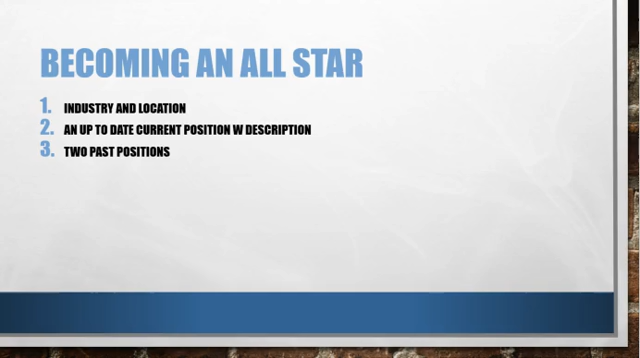 BECOMING AN ALL STAR
1. INDUSTRY AND LOCATION
2. AN UP TO DATE CURRENT POSITION W DESCRIPTION
3. TWO PAST POSITIONS